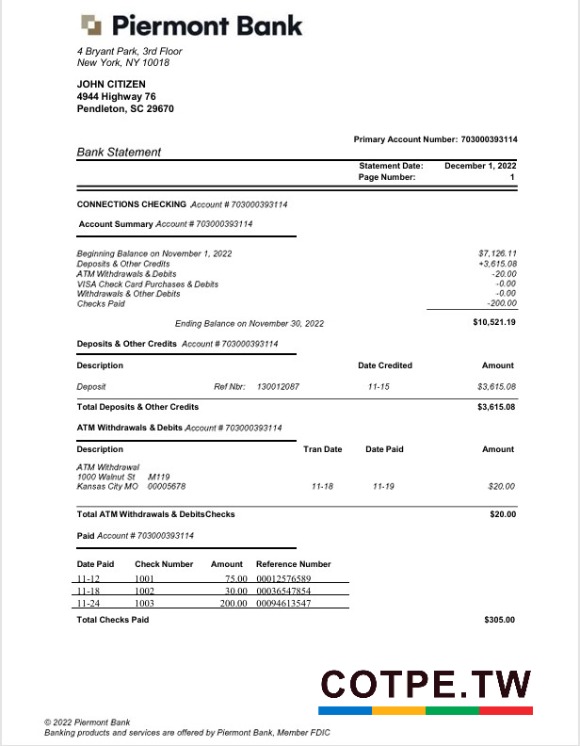 Piermont Bank
4 Bryant Park, 3rd Floor
New York, NY 10018
JOHN CITIZEN
4944 Highway 76
Pendleton, SC 29670
Primary Account Number: 703000393114
Bank Statement
Statement Date: December 1, 2022
Page Number: 1
CONNECTIONS CHECKING Account # 703000393114
Account Summary Account # 703000393114
Beginning Balance on November 1, 2022 $7,126.11
Deposits & Other Credits +3,615.08
ATM Withdrawals & Debits -20.00
VISA Check Card Purchases & Debits -0.00
Withdrawals & Other Debits -0.00
Checks Paid -200.00
Ending Balance on November 30, 2022 $10,521.19
Deposits & Other Credits Account # 703000393114
Description Date Credited Amount
Deposit Ref Nbr: 130012087 11-15 $3,615.08
Total Deposits & Other Credits $3,615.08
ATM Withdrawals & Debits Account # 703000393114
Description Tran Date Date Paid Amount
ATM Withdrawal
1000 Walnut St M119
Kansas City MO 00005678 11-18 11-19 $20.00
Total ATM Withdrawals & DebitsChecks $20.00
Paid Account # 703000393114
Date Paid Check Number Amount Reference Number
11-12 1001 75.00 00012576589
11-18 1002 30.00 00036547854
11-24 1003 200.00 00094613547
Total Checks Paid $305.00
COTPE.TW
© 2022 Piermont Bank
Banking products and services are offered by Piermont Bank, Member FDIC